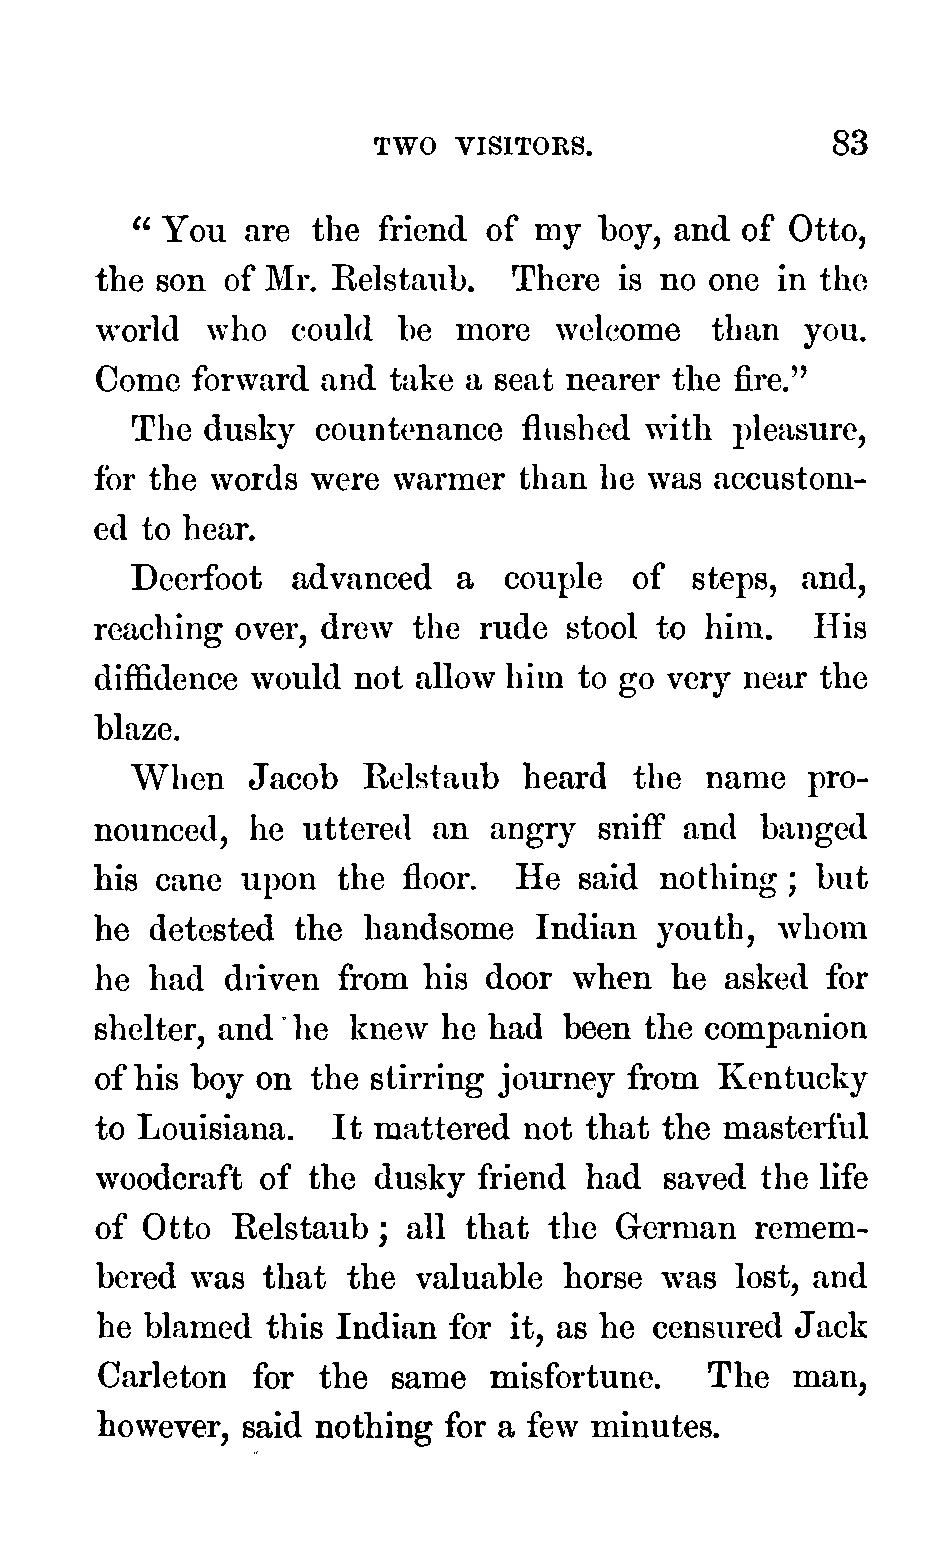 TWO VISITORS. 83
“ You are the friend of my boy, and of Otto,
the son of Mr. Relstaub. There is no one in the
world who could be more welcome than you.
Come forward and take a seat nearer the fire.”
The dusky countenance flushed with pleasure,
for the words were warmer than he was accustom-
ed to hear.
Deerfoot advanced a couple of steps, and,
reaching over, drew the rude stool to him. His
diffidence would not allow him to go very near the
blaze.
When Jacob Relstaub heard the name pro-
nounced, he uttered an angry sniff and banged
his cane upon the floor. He said nothing ; but
he detested the handsome Indian youth, whom
he had driven from his door when he asked for
shelter, and he knew he had been the companion
of his boy on the stirring journey from Kentucky
to Louisiana. It mattered not that the masterful
woodcraft of the dusky friend had saved the life
of Otto Relstaub ; all that the German remem-
bered was that the valuable horse was lost, and
he blamed this Indian for it, as he censured Jack
Carleton for the same misfortune. The man,
however, said nothing for a few minutes.